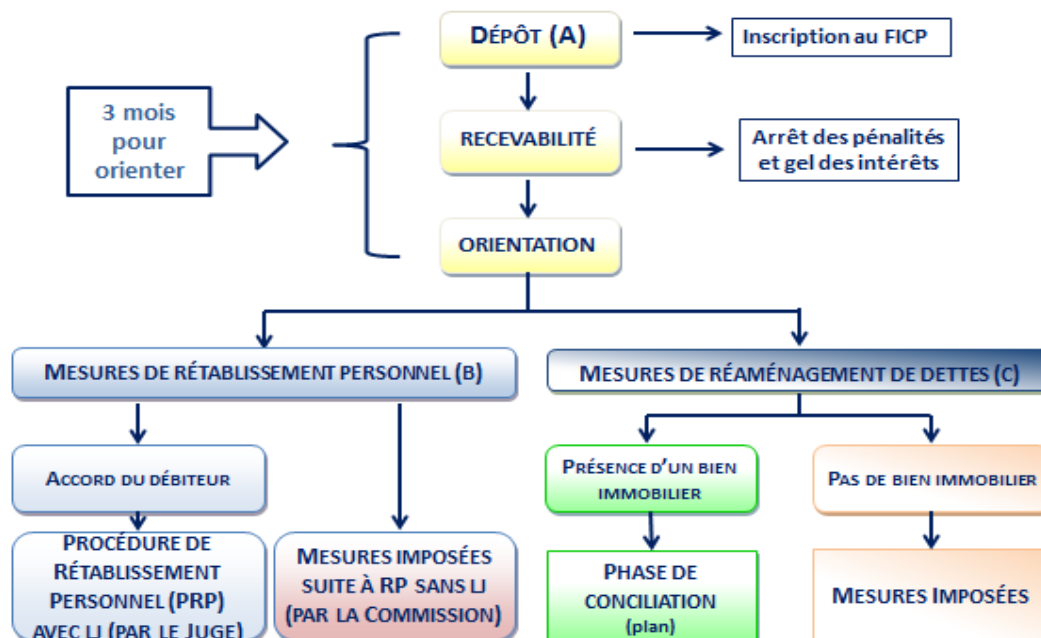 DÉPÔT (A)
Inscription au FICP
3 mois
pour
orienter
RECEVABILITÉ
Arrêt des pénalités
et gel des intérêts
ORIENTATION
MESURES DE RÉTABLISSEMENT PERSONNEL (B)
MESURES DE RÉAMÉNAGEMENT DE DETTES (C)
ACCORD DU DÉBITEUR
PRÉSENCE D'UN BIEN
IMMOBILIER
PAS DE BIEN IMMOBILIER
PROCÉDURE DE
RÉTABLISSEMENT
PERSONNEL (PRP)
AVEC LJ (PAR LE JUGE)
MESURES IMPOSÉES
SUITE À RP SANS LJ
(PAR LA COMMISSION)
PHASE DE
CONCILIATION
(plan)
MESURES IMPOSÉES